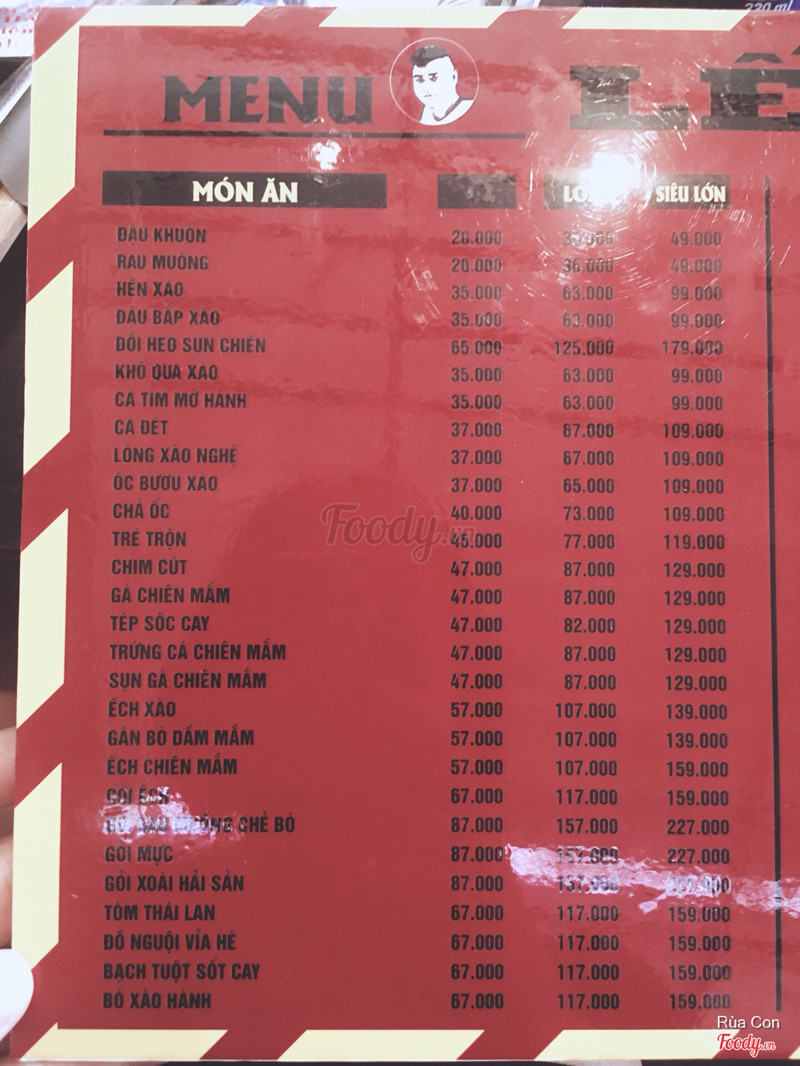 220 ml
MENU LẾ
MÓN ĂN SIÊU LỚN
ĐẬU KHUÔN 20.000 49.000
RAU MUỐNG 20.000 36.000 49.000
HẾN XÀO 35.000 63.000 99.000
ĐẬU BẮP XÀO 35.000 63.000 99.000
DỒI HEO SỤN CHIÊN 65.000 125.000 179.000
KHỔ QUA XÀO 35.000 63.000 99.000
CÀ TÍM MỠ HÀNH 35.000 63.000 99.000
CÁ ĐÉT 37.000 67.000 109.000
LÒNG XÀO NGHỆ 37.000 67.000 109.000
ỐC BƯƠU XÀO 37.000 65.000 109.000
CHẢ ỐC 40.000 73.000 109.000
Foody.vn
TRÉ TRỘN 45.000 77.000 119.000
CHIM CÚT 47.000 87.000 129.000
GÀ CHIÊN MẮM 47.000 87.000 129.000
TÉP SỐC CAY 47.000 82.000 129.000
TRỨNG CÁ CHIÊN MẮM 47.000 87.000 129.000
SỤN GÀ CHIÊN MẮM 47.000 87.000 129.000
ẾCH XÀO 57.000 107.000 139.000
GÂN BÒ DẤM MẮM 57.000 107.000 139.000
ẾCH CHIÊN MẮM 57.000 107.000 159.000
GỎI ẾCH 67.000 117.000 159.000
CHẺ BÒ 87.000 157.000 227.000
GỎI MỰC 87.000 157.000 227.000
GỎI XOÀI HẢI SẢN 87.000
TÔM THÁI LAN 67.000 117.000 159.000
ĐỒ NGUỘI VỈA HÈ 67.000 117.000 159.000
BẠCH TUỘT SỐT CAY 67.000 117.000 159.000
BÒ XÀO HÀNH 67.000 117.000 159.000
Rùa Con
Foody.vn